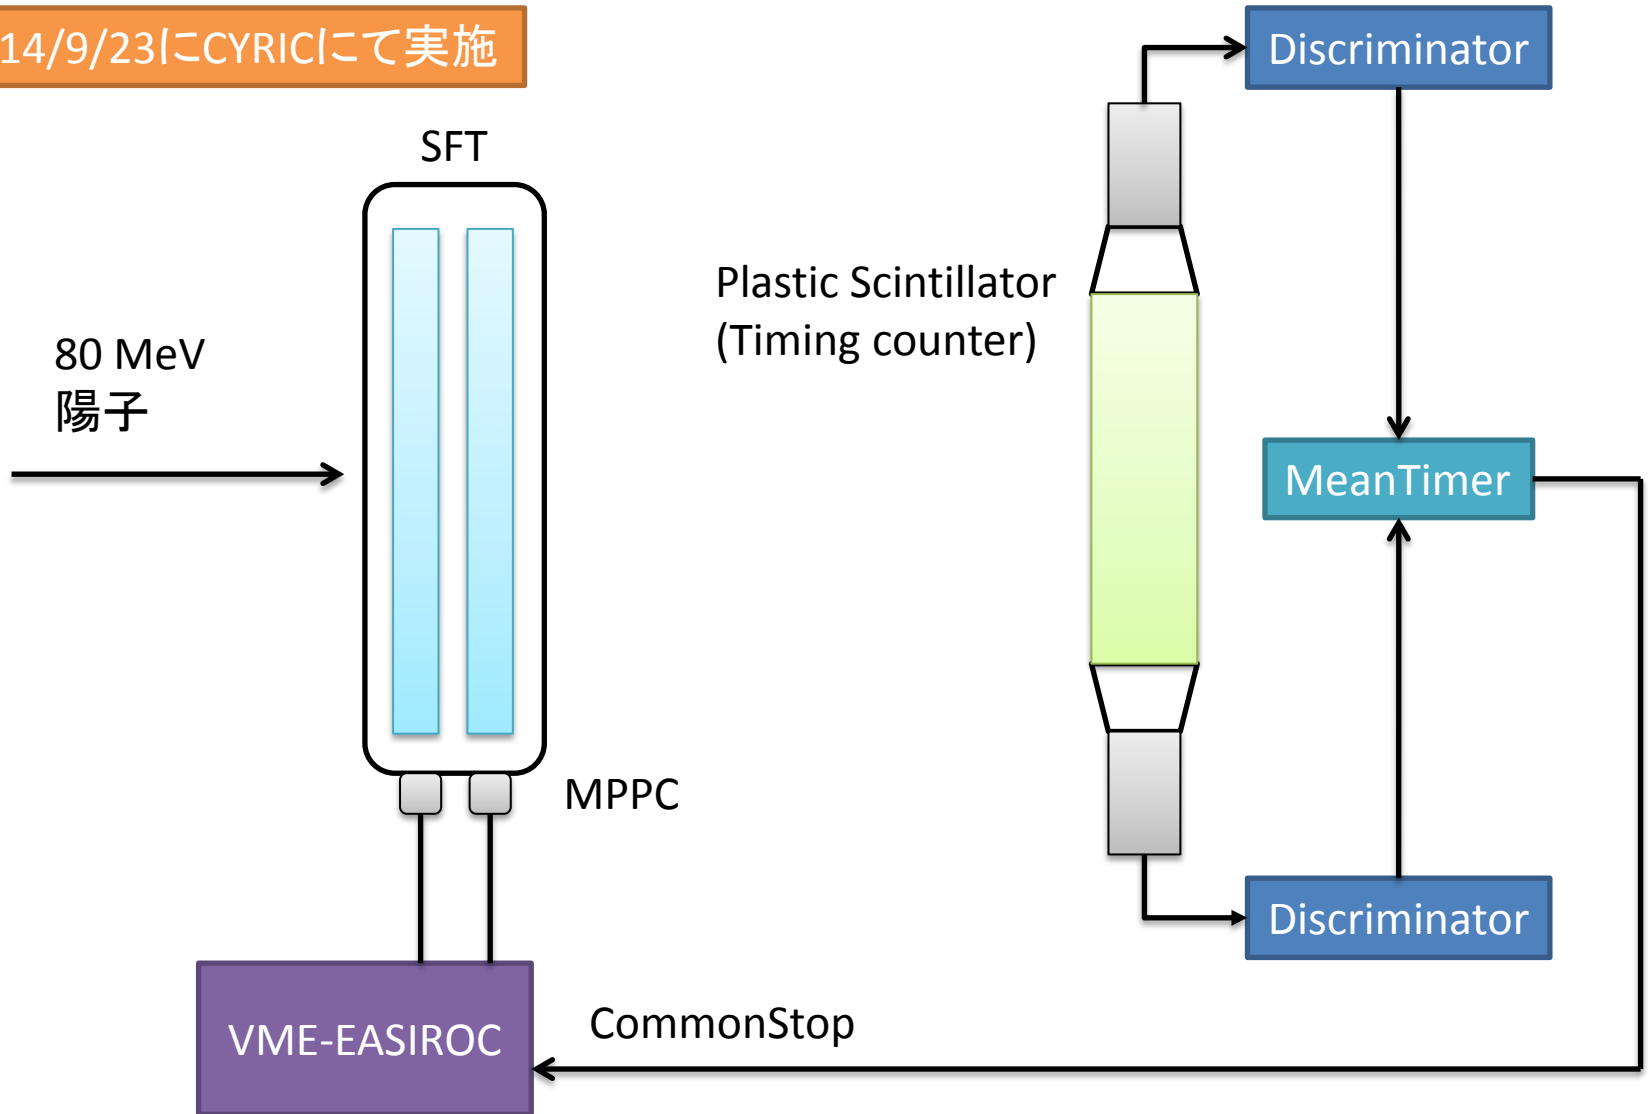 14/9/23にCYRICにて実施
Discriminator
SFT
Plastic Scintillator
(Timing counter)
80 MeV
陽子
MeanTimer
MPPC
Discriminator
CommonStop
VME-EASIROC